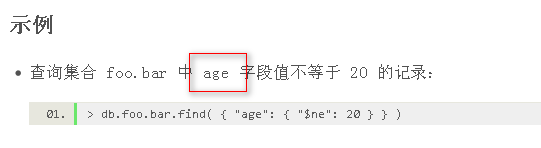 示例
查询集合 foo.bar 中 age 字段值不等于 20 的记录：
01. > db.foo.bar.find( { "age": { "$ne": 20 } } )